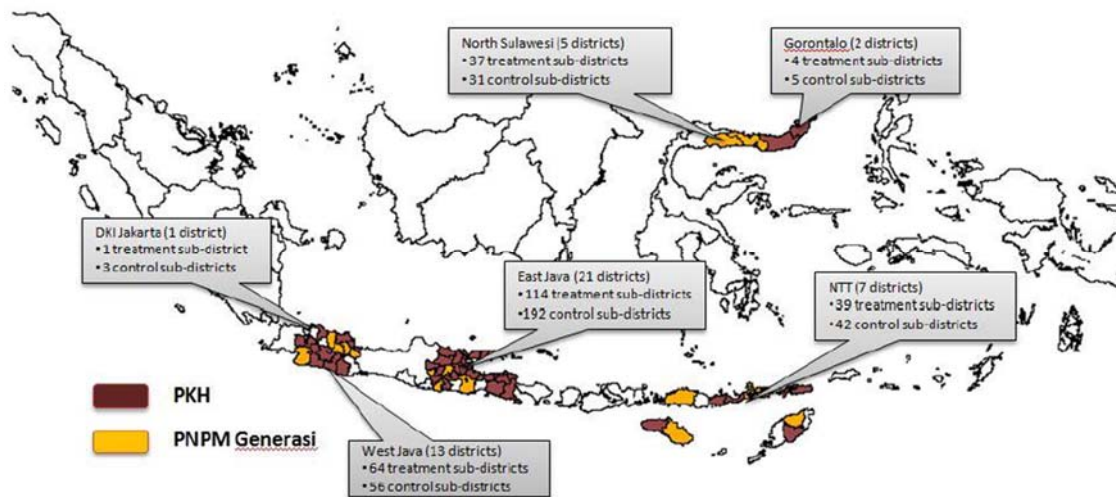 North Sulawesi (5 districts)
•37 treatment sub-districts
•31 control sub-districts
Gorontalo (2 districts)
•4 treatment sub-districts
•5 control sub-districts
DKI Jakarta (1 district)
•1 treatment sub-district
•3 control sub-districts
East Java (21 districts)
•114 treatment sub-districts
•192 control sub-districts
NTT (7 districts)
•39 treatment sub-districts
•42 control sub-districts
PKH
PNPM Generasi
West Java (13 districts)
•64 treatment sub-districts
•56 control sub-districts